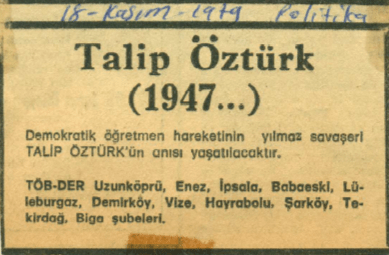 18-Kasım-1979 Politika
Talip Öztürk
(1947...)
Demokratik öğretmen hareketinin yılmaz savaşeri
TALİP ÖZTÜRK'ün anısı yaşatılacaktır.
TÖB-DER Uzunköprü, Enez, İpsala, Babaeski, Lü-
leburgaz, Demirköy, Vize, Hayrabolu, Şarköy, Te-
kirdağ, Biga şubeleri.